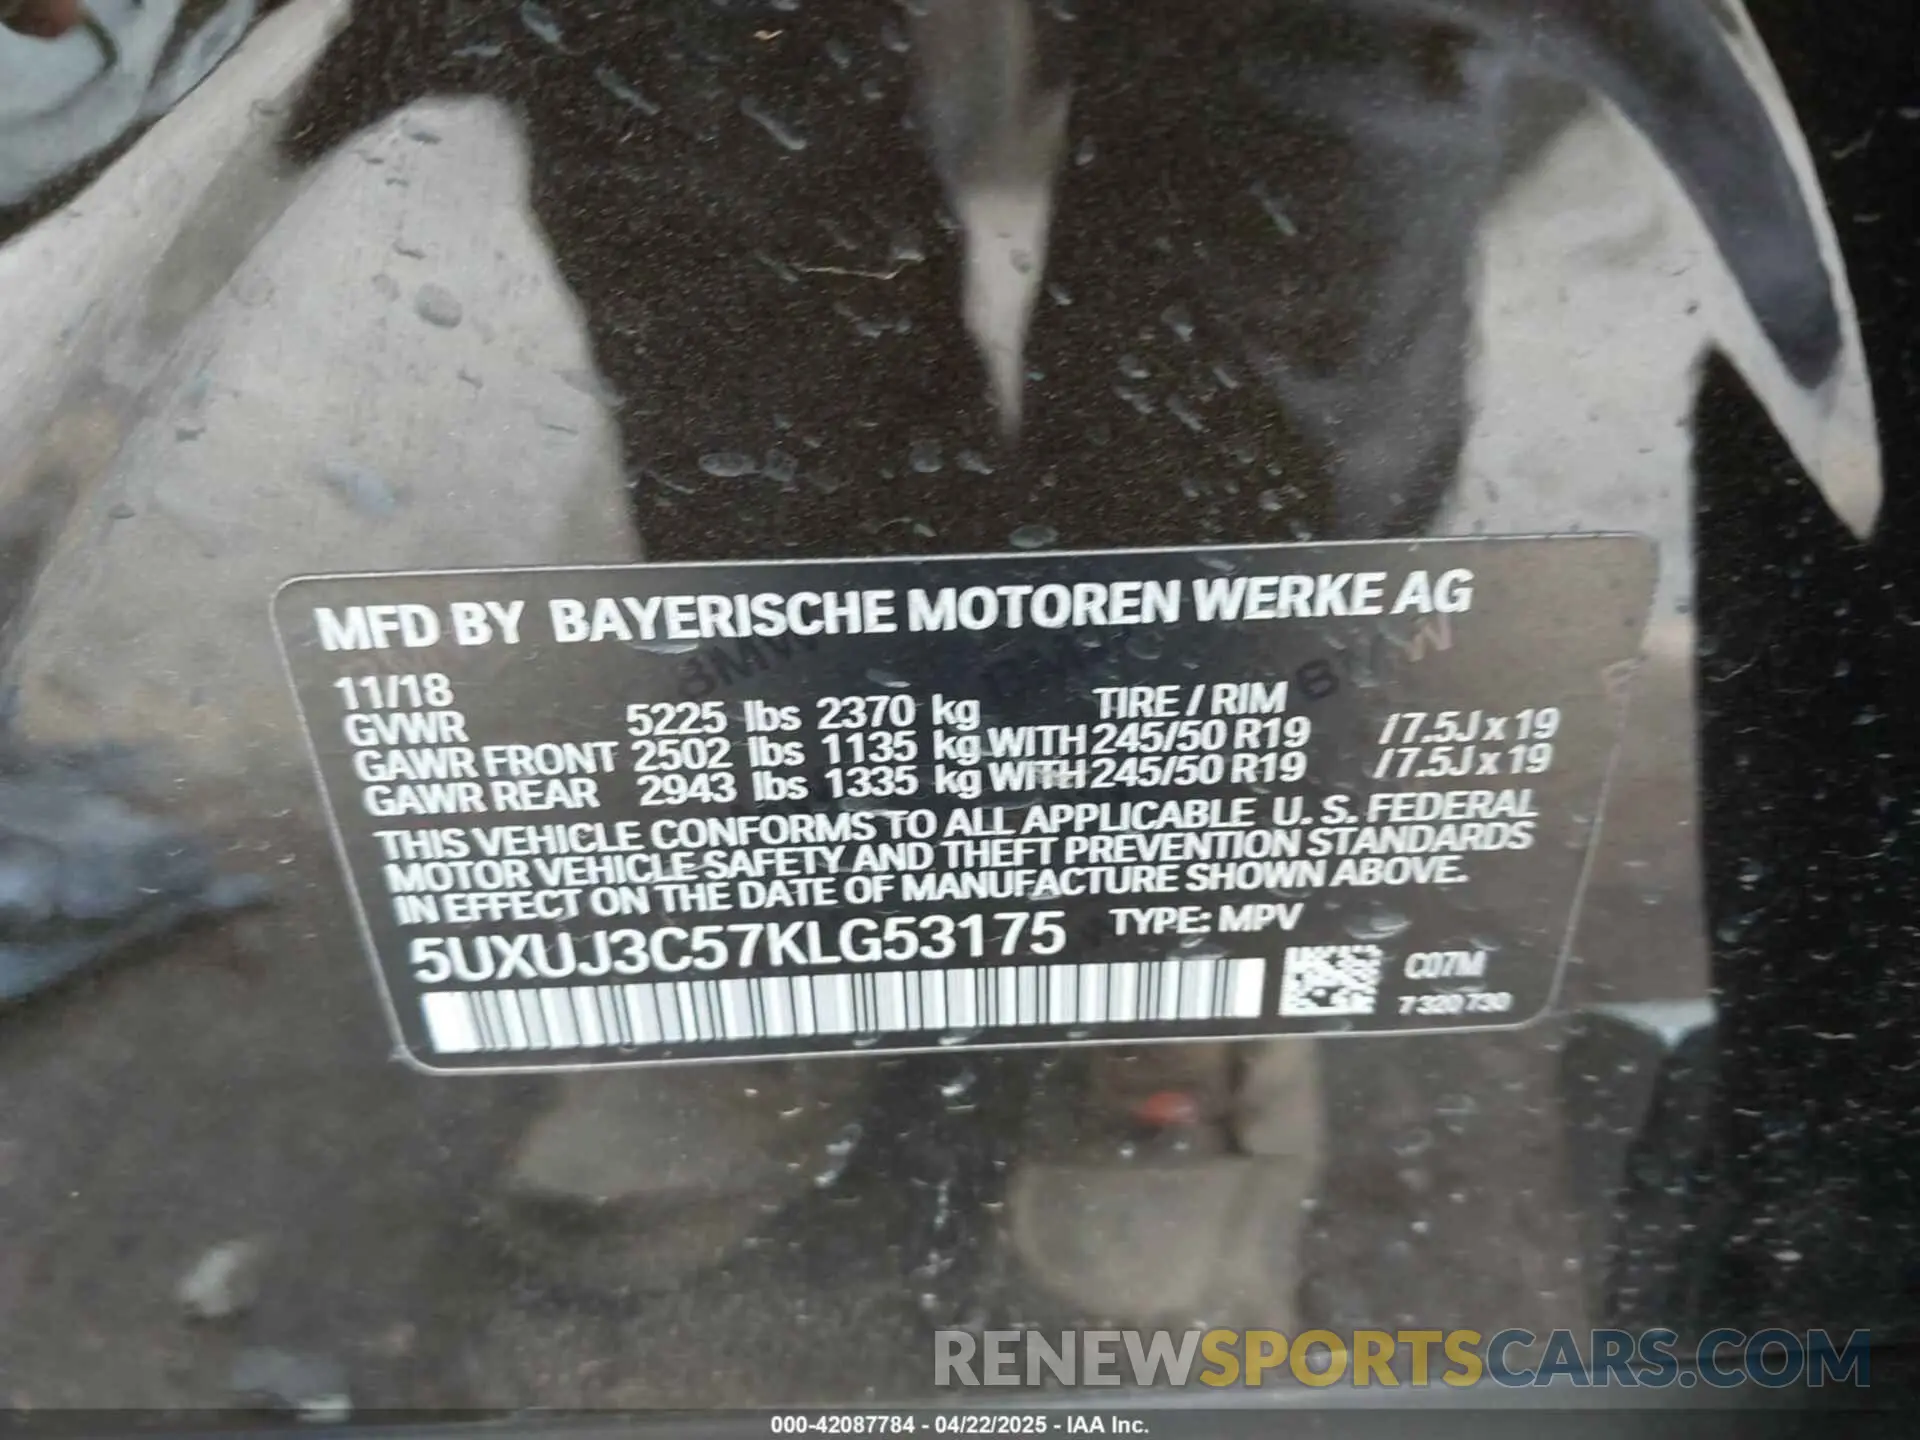 MFD BY BAYERISCHE MOTOREN WERKE AG
11/18
GVWR 5225 lbs 2370 kg TIRE / RIM
GAWR FRONT 2502 lbs 1135 kg WITH 245/50 R19 / 7.5J x 19
GAWR REAR 2943 lbs 1335 kg WITH 245/50 R19 / 7.5J x 19
THIS VEHICLE CONFORMS TO ALL APPLICABLE U. S. FEDERAL
MOTOR VEHICLE SAFETY AND THEFT PREVENTION STANDARDS
IN EFFECT ON THE DATE OF MANUFACTURE SHOWN ABOVE.
5UXUJ3C57KLG53175 TYPE: MPV
C07M
7 320 730
RENEWSPORTSCARS.COM
000-42087784 - 04/22/2025 - IAA Inc.